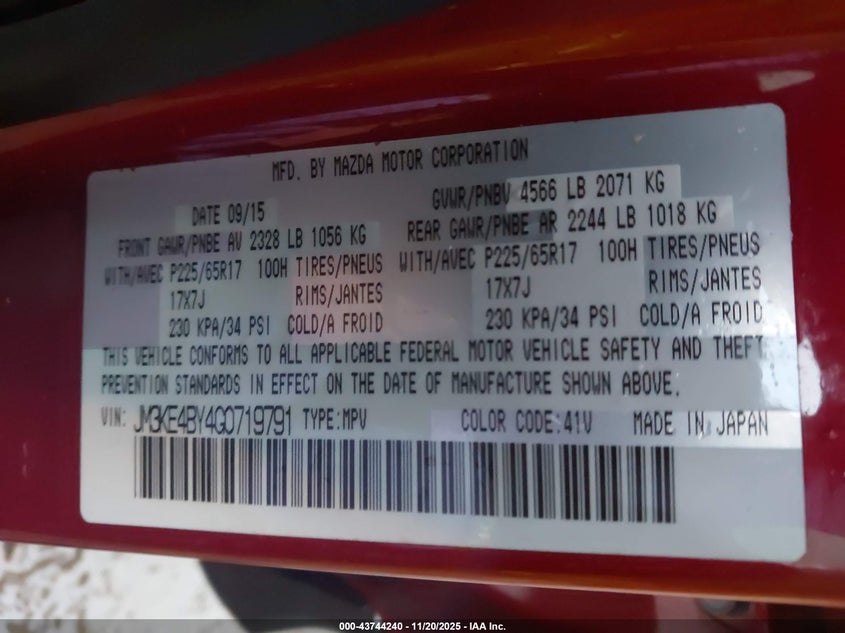 MFD. BY MAZDA MOTOR CORPORATION
DATE 09/15 GVWR/PNBV 4566 LB 2071 KG
FRONT GAWR/PNBE AV 2328 LB 1056 KG REAR GAWR/PNBE AR 2244 LB 1018 KG
WITH/AVEC P225/65R17 100H TIRES/PNEUS WITH/AVEC P225/65R17 100H TIRES/PNEUS
17X7J RIMS/JANTES 17X7J RIMS/JANTES
230 KPA/34 PSI COLD/A FROID 230 KPA/34 PSI COLD/A FROID
THIS VEHICLE CONFORMS TO ALL APPLICABLE FEDERAL MOTOR VEHICLE SAFETY AND THEFT
PREVENTION STANDARDS IN EFFECT ON THE DATE OF MANUFACTURE SHOWN ABOVE.
VIN: JM3KE4BY4G0719791 TYPE:MPV COLOR CODE:41V MADE IN JAPAN
000-43744240 - 11/20/2025 - IAA Inc.